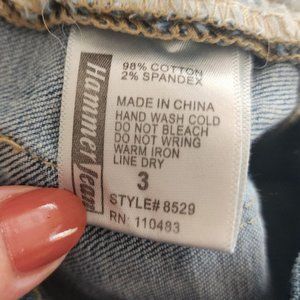 Hammer Jeans
98% COTTON
2% SPANDEX
MADE IN CHINA
HAND WASH COLD
DO NOT BLEACH
DO NOT WRING
WARM IRON
LINE DRY
3
STYLE# 8529
RN: 110483